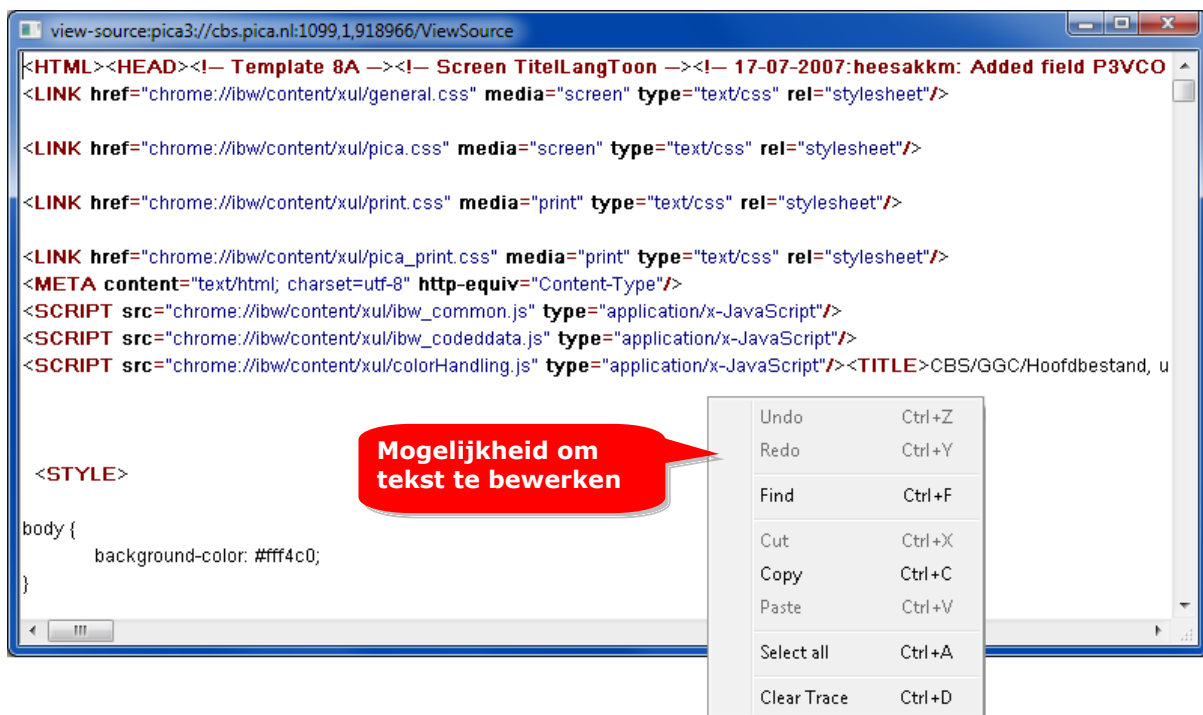 view-source:pica3://cbs.pica.nl:1099,1,918966/ViewSource
<HTML><HEAD><!– Template 8A –><!– Screen TitelLangToon –><!– 17-07-2007:heesakkm: Added field P3VCO
<LINK href="chrome://ibw/content/xul/general.css" media="screen" type="text/css" rel="stylesheet"/>
<LINK href="chrome://ibw/content/xul/pica.css" media="screen" type="text/css" rel="stylesheet"/>
<LINK href="chrome://ibw/content/xul/print.css" media="print" type="text/css" rel="stylesheet"/>
<LINK href="chrome://ibw/content/xul/pica_print.css" media="print" type="text/css" rel="stylesheet"/>
<META content="text/html; charset=utf-8" http-equiv="Content-Type"/>
<SCRIPT src="chrome://ibw/content/xul/ibw_common.js" type="application/x-JavaScript"/>
<SCRIPT src="chrome://ibw/content/xul/ibw_codeddata.js" type="application/x-JavaScript"/>
<SCRIPT src="chrome://ibw/content/xul/colorHandling.js" type="application/x-JavaScript"/><TITLE>CBS/GGC/Hoofdbestand, u
<STYLE>
body {
background-color: #fff4c0;
}
Mogelijkheid om
tekst te bewerken
Undo Ctrl+Z
Redo Ctrl+Y
Find Ctrl+F
Cut Ctrl+X
Copy Ctrl+C
Paste Ctrl+V
Select all Ctrl+A
Clear Trace Ctrl+D